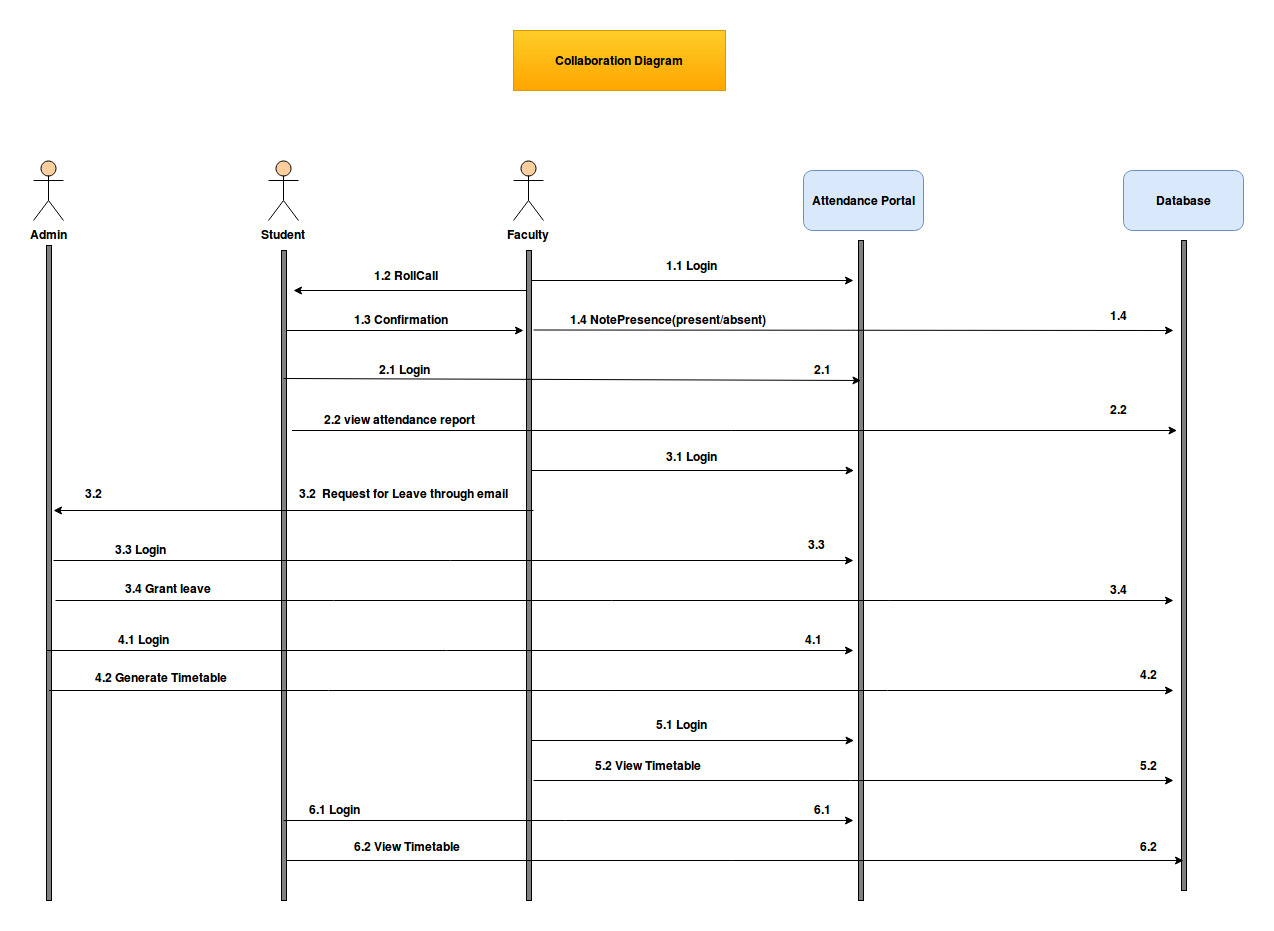 Collaboration Diagram
Admin
Student
Faculty
Attendance Portal
Database
1.1 Login
1.2 RollCall
1.3 Confirmation
1.4 NotePresence(present/absent)
1.4
2.1 Login
2.1
2.2 view attendance report
2.2
3.1 Login
3.2
3.2  Request for Leave through email
3.3 Login
3.3
3.4 Grant leave
3.4
4.1 Login
4.1
4.2 Generate Timetable
4.2
5.1 Login
5.2 View Timetable
5.2
6.1 Login
6.1
6.2 View Timetable
6.2